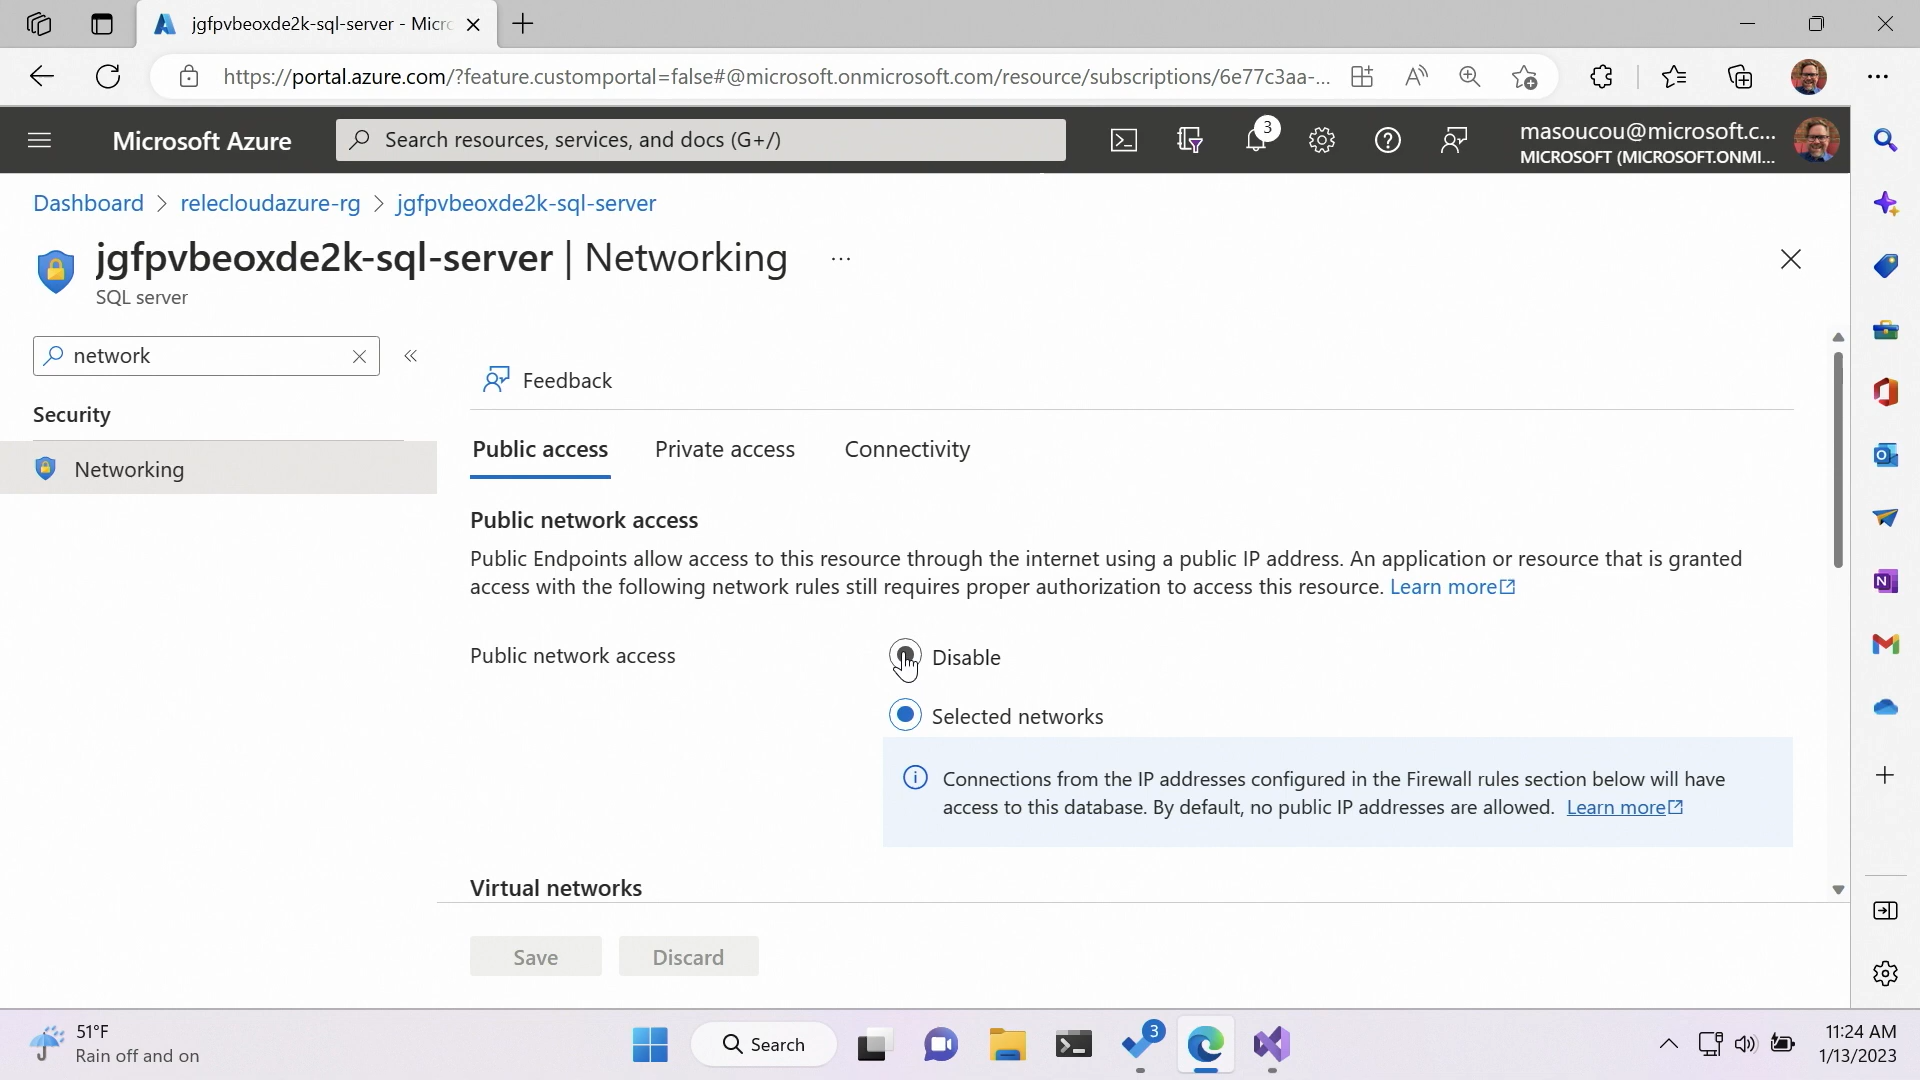 jgfpvbeoxde2k-sql-server - Micr
https://portal.azure.com/?feature.customportal=false#@microsoft.onmicrosoft.com/resource/subscriptions/6e77c3aa-...
Microsoft Azure
Search resources, services, and docs (G+/)
3
masoucou@microsoft.c...
MICROSOFT (MICROSOFT.ONMI...
Dashboard > relecloudazure-rg > jgfpvbeoxde2k-sql-server
jgfpvbeoxde2k-sql-server | Networking ...
SQL server
network
Feedback
Security
Networking
Public access
Private access
Connectivity
Public network access
Public Endpoints allow access to this resource through the internet using a public IP address. An application or resource that is granted
access with the following network rules still requires proper authorization to access this resource. Learn more
Public network access
Disable
Selected networks
Connections from the IP addresses configured in the Firewall rules section below will have
access to this database. By default, no public IP addresses are allowed. Learn more
Virtual networks
Save
Discard
51°F
Rain off and on
Search
3
11:24 AM
1/13/2023